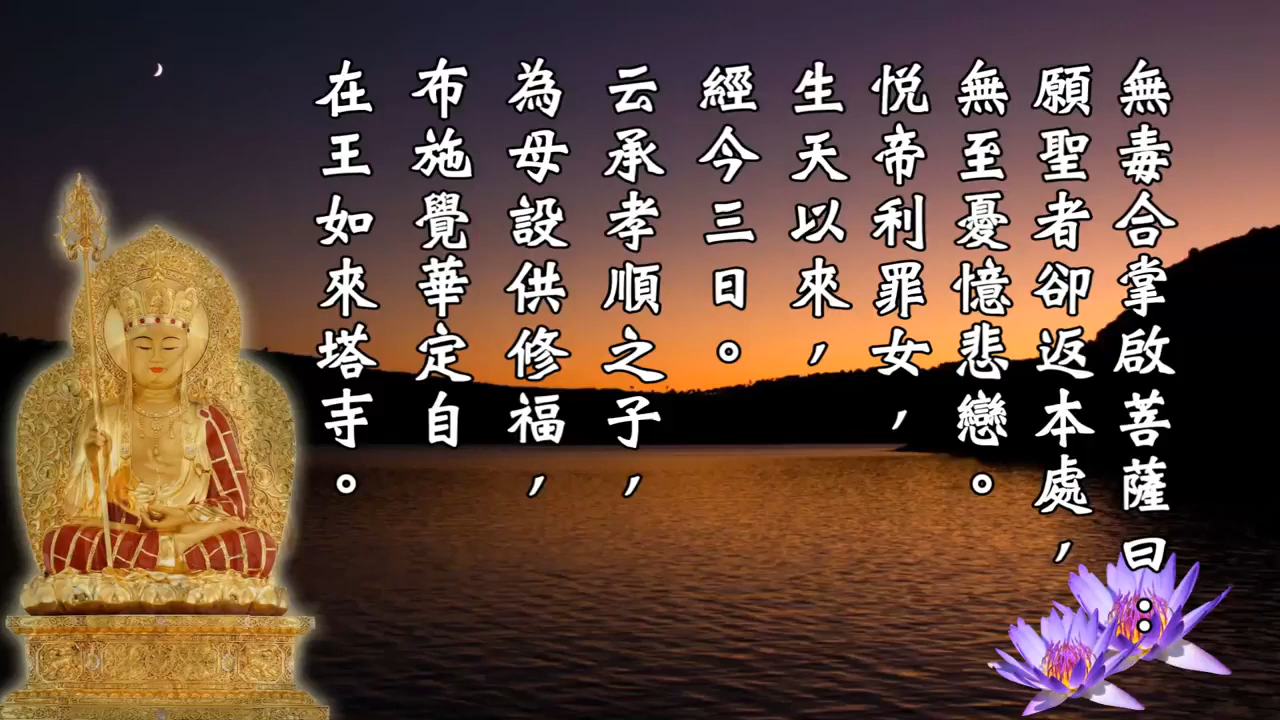 無毒合掌啟菩薩曰：
願聖者卻返本處，
無至憂憶悲戀。
悅帝利罪女，
生天以來，
經今三日。
云承孝順之子，
為母設供修福，
布施覺華定自
在王如來塔寺。